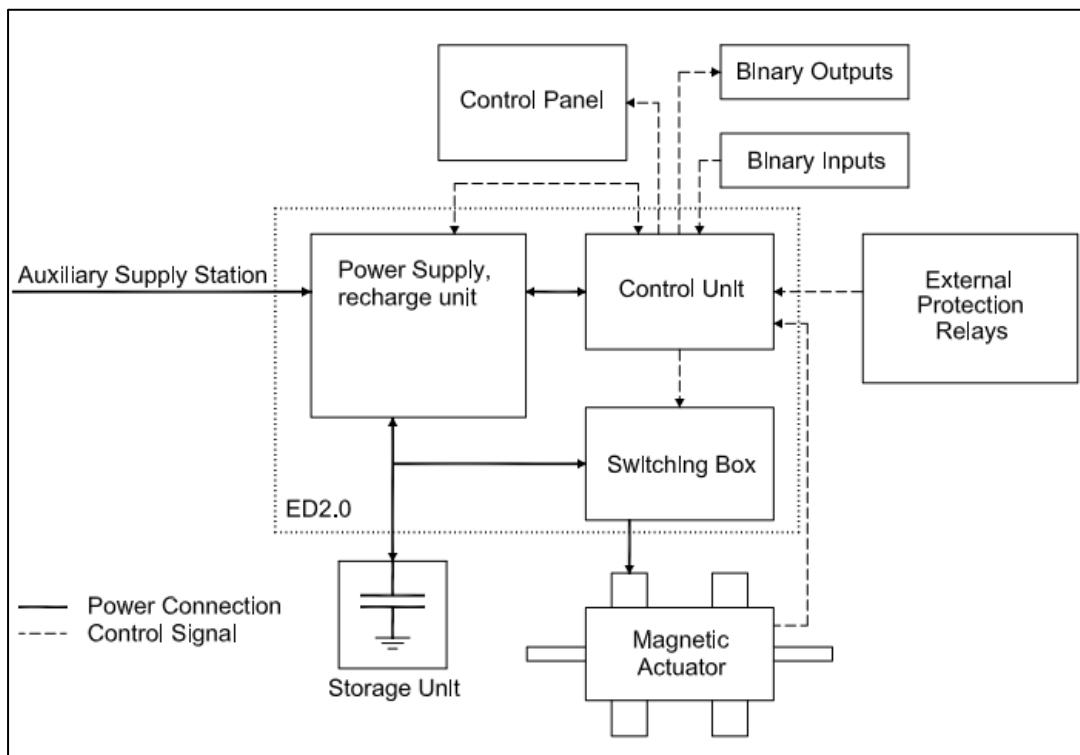 Control Panel
Binary Outputs
Binary Inputs
Auxiliary Supply Station
Power Supply,
recharge unit
Control Unit
External
Protection
Relays
Switching Box
ED2.0
Power Connection
Control Signal
Storage Unit
Magnetic
Actuator